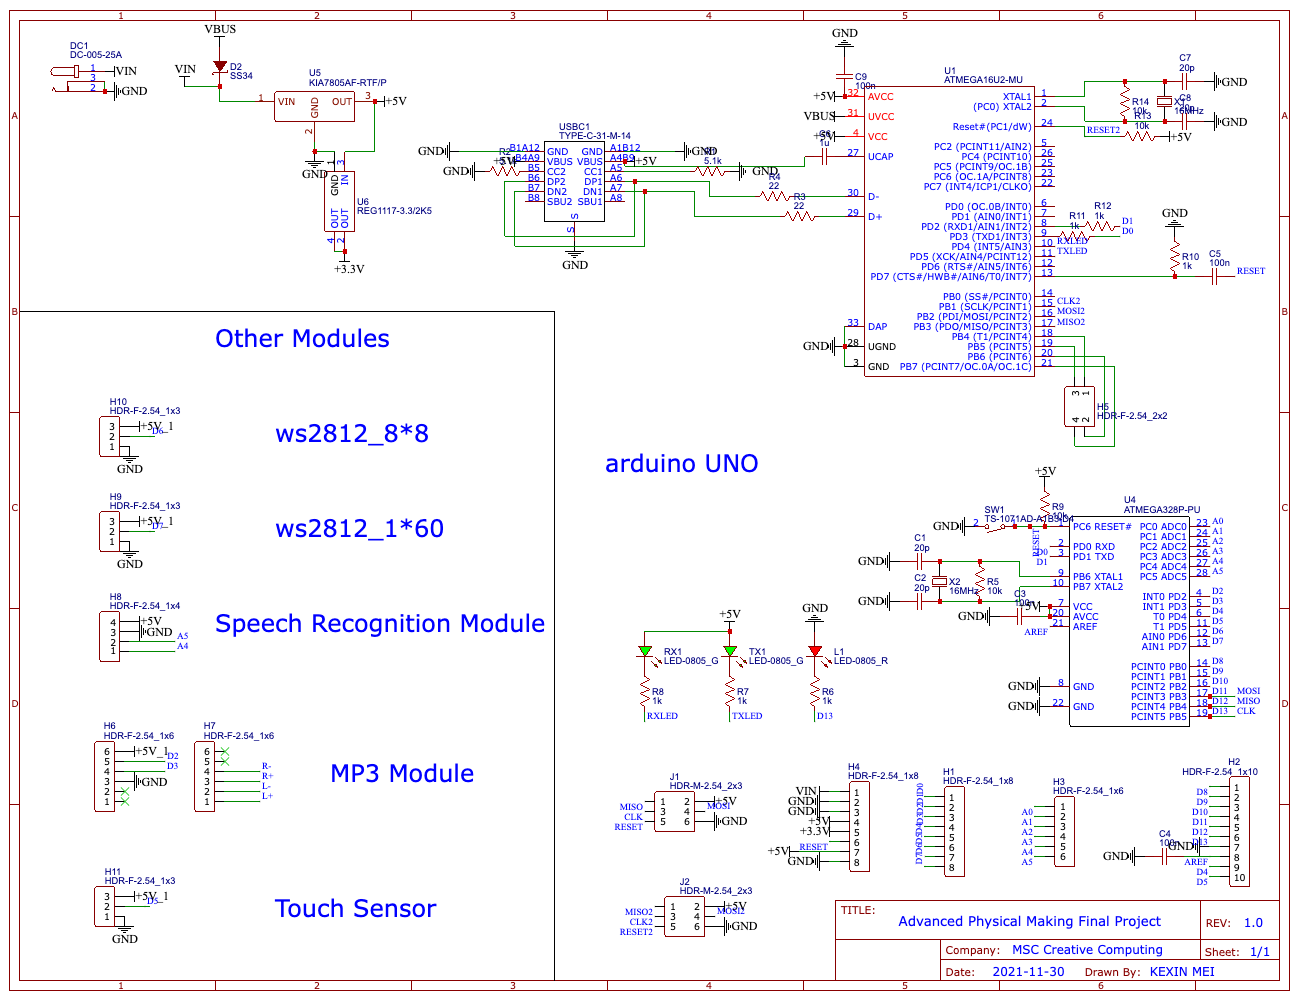 1 2 3 4 5 6
A
B
C
D
DC1
DC-005-25A
1
3
2
VIN
GND
VBUS
VIN
D2
SS34
U5
KIA7805AF-RTF/P
1 VIN GND OUT 3
2
+5V
GND
1 3
GND IN
U6
REG1117-3.3/2K5
OUT OUT
4 2
+3.3V
USBC1
TYPE-C-31-M-14
GND B1A12 GND GND A1B12 GND
B4A9 VBUS VBUS A4B9 +5V
GND B5 CC2 CC1 A5 5.1k GND
B6 DP2 DP1 A6
B7 DN2 DN1 A7
B8 SBU2 SBU1 A8
S
S
GND
R4
22
R3
22
GND
C9
100n
U1
ATMEGA16U2-MU
+5V 32 AVCC
VBUS 31 UVCC
4 VCC
1u
27 UCAP
30 D-
29 D+
33 DAP
GND 28 UGND
3 GND
XTAL1 1
(PC0) XTAL2 2
Reset#(PC1/dW) 24
PC2 (PCINT11/AIN2) 5
PC4 (PCINT10) 26
PC5 (PCINT9/OC.1B) 25
PC6 (OC.1A/PCINT8) 23
PC7 (INT4/ICP1/CLKO) 22
PD0 (OC.0B/INT0) 6
PD1 (AIN0/INT1) 7
PD2 (RXD1/AIN1/INT2) 8
PD3 (TXD1/INT3) 9
PD4 (INT5/AIN3) 10
PD5 (XCK/AIN4/PCINT12) 11
PD6 (RTS#/AIN5/INT6) 12
PD7 (CTS#/HWB#/AIN6/T0/INT7) 13
PB0 (SS#/PCINT0) 14
PB1 (SCLK/PCINT1) 15 CLK2
PB2 (PDI/MOSI/PCINT2) 16 MOSI2
PB3 (PDO/MISO/PCINT3) 17 MISO2
PB4 (T1/PCINT4) 18
PB5 (PCINT5) 19
PB6 (PCINT6) 20
PB7 (PCINT7/OC.0A/OC.1C) 21
C7
20p
GND
R14
10k
C8
16MHz
GND
R13
10k
RESET2
+5V
R12
1k
R11
1k
D1
D0
RXLED
TXLED
GND
R10
1k
C5
100n
RESET
3 1
4 2
H5
HDR-F-2.54_2x2
Other Modules
H10
HDR-F-2.54_1x3
3 +5V_1
2 D6
1
GND
ws2812_8*8
H9
HDR-F-2.54_1x3
3 +5V_1
2 D7
1
GND
ws2812_1*60
H8
HDR-F-2.54_1x4
4 +5V
3 GND
2 A5
1 A4
Speech Recognition Module
H6
HDR-F-2.54_1x6
6 +5V_1
5 D2
4 D3
3 GND
2
1
H7
HDR-F-2.54_1x6
6
5
4 R-
3 R+
2 L-
1 L+
MP3 Module
H11
HDR-F-2.54_1x3
3 +5V_1
2 D5
1
GND
Touch Sensor
arduino UNO
+5V
R9
10k
SW1
GND 2
RESET
U4
ATMEGA328P-PU
1 PC6 RESET#
D0 2 PD0 RXD
D1 3 PD1 TXD
9 PB6 XTAL1
10 PB7 XTAL2
7 VCC
20 AVCC
AREF 21 AREF
GND 8 GND
GND 22 GND
PC0 ADC0 23 A0
PC1 ADC1 24 A1
PC2 ADC2 25 A2
PC3 ADC3 26 A3
PC4 ADC4 27 A4
PC5 ADC5 28 A5
INT0 PD2 4 D2
INT1 PD3 5 D3
T0 PD4 6 D4
T1 PD5 11 D5
AIN0 PD6 12 D6
AIN1 PD7 13 D7
PCINT0 PB0 14 D8
PCINT1 PB1 15 D9
PCINT2 PB2 16 D10
PCINT3 PB3 17 D11 MOSI
PCINT4 PB4 18 D12 MISO
PCINT5 PB5 19 D13 CLK
C1
20p
GND
C2
20p
GND
X2
16MHz
R5
10k
C3
100n
GND
+5V
RX1
LED-0805_G
R8
1k
RXLED
+5V
TX1
LED-0805_G
R7
1k
TXLED
GND
L1
LED-0805_R
R6
1k
D13
J1
HDR-M-2.54_2x3
MISO 1 2 +5V
CLK 3 4 MOSI
RESET 5 6 GND
J2
HDR-M-2.54_2x3
MISO2 1 2 +5V
CLK2 3 4 MOSI2
RESET2 5 6 GND
H4
HDR-F-2.54_1x8
VIN 1
GND 2
GND 3
+5V 4
+3.3V 5
RESET 6
+5V 7
GND 8
H1
HDR-F-2.54_1x8
D0 1
2
3
4
5
6
7
D7 8
H3
HDR-F-2.54_1x6
A0 1
A1 2
A2 3
A3 4
A4 5
A5 6
H2
HDR-F-2.54_1x10
D8 1
D9 2
D10 3
D11 4
D12 5
D13 6
GND 7
AREF 8
D4 9
D5 10
C4
100n
GND
TITLE:
Advanced Physical Making Final Project
REV: 1.0
Company: MSC Creative Computing
Sheet: 1/1
Date: 2021-11-30 Drawn By: KEXIN MEI
A
B
C
D
1 2 3 4 5 6